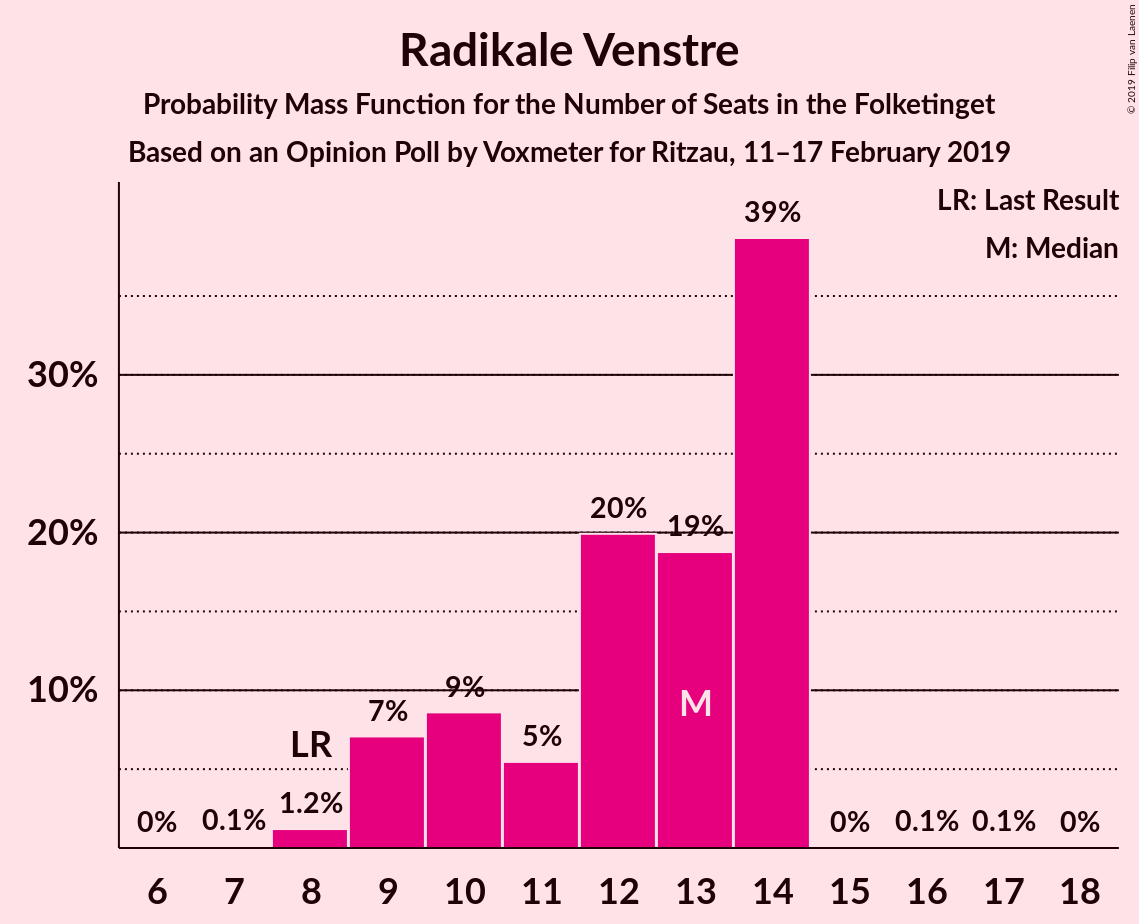 Radikale Venstre
Probability Mass Function for the Number of Seats in the Folketinget
Based on an Opinion Poll by Voxmeter for Ritzau, 11–17 February 2019
© 2019 Filip van Laenen
LR: Last Result
M: Median
39%
30%
20%
19%
20%
9%
10%
7%
M
LR
5%
1.2%
0%
0.1%
0%
0.1%
0.1%
0%
6 7 8 9 10 11 12 13 14 15 16 17 18